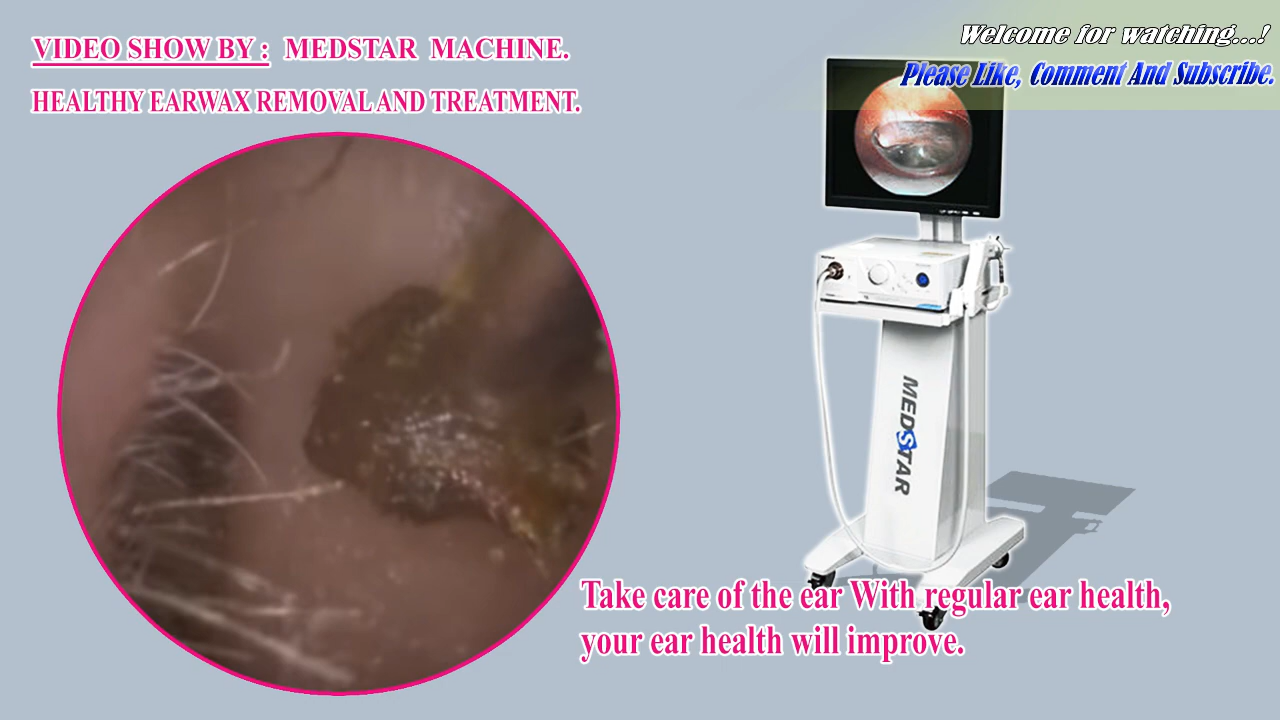 VIDEO SHOW BY : MEDSTAR MACHINE.
HEALTHY EARWAX REMOVAL AND TREATMENT.
Welcome for watching...!
Please Like, Comment And Subscribe.
MEDSTAR
Take care of the ear With regular ear health,
your ear health will improve.